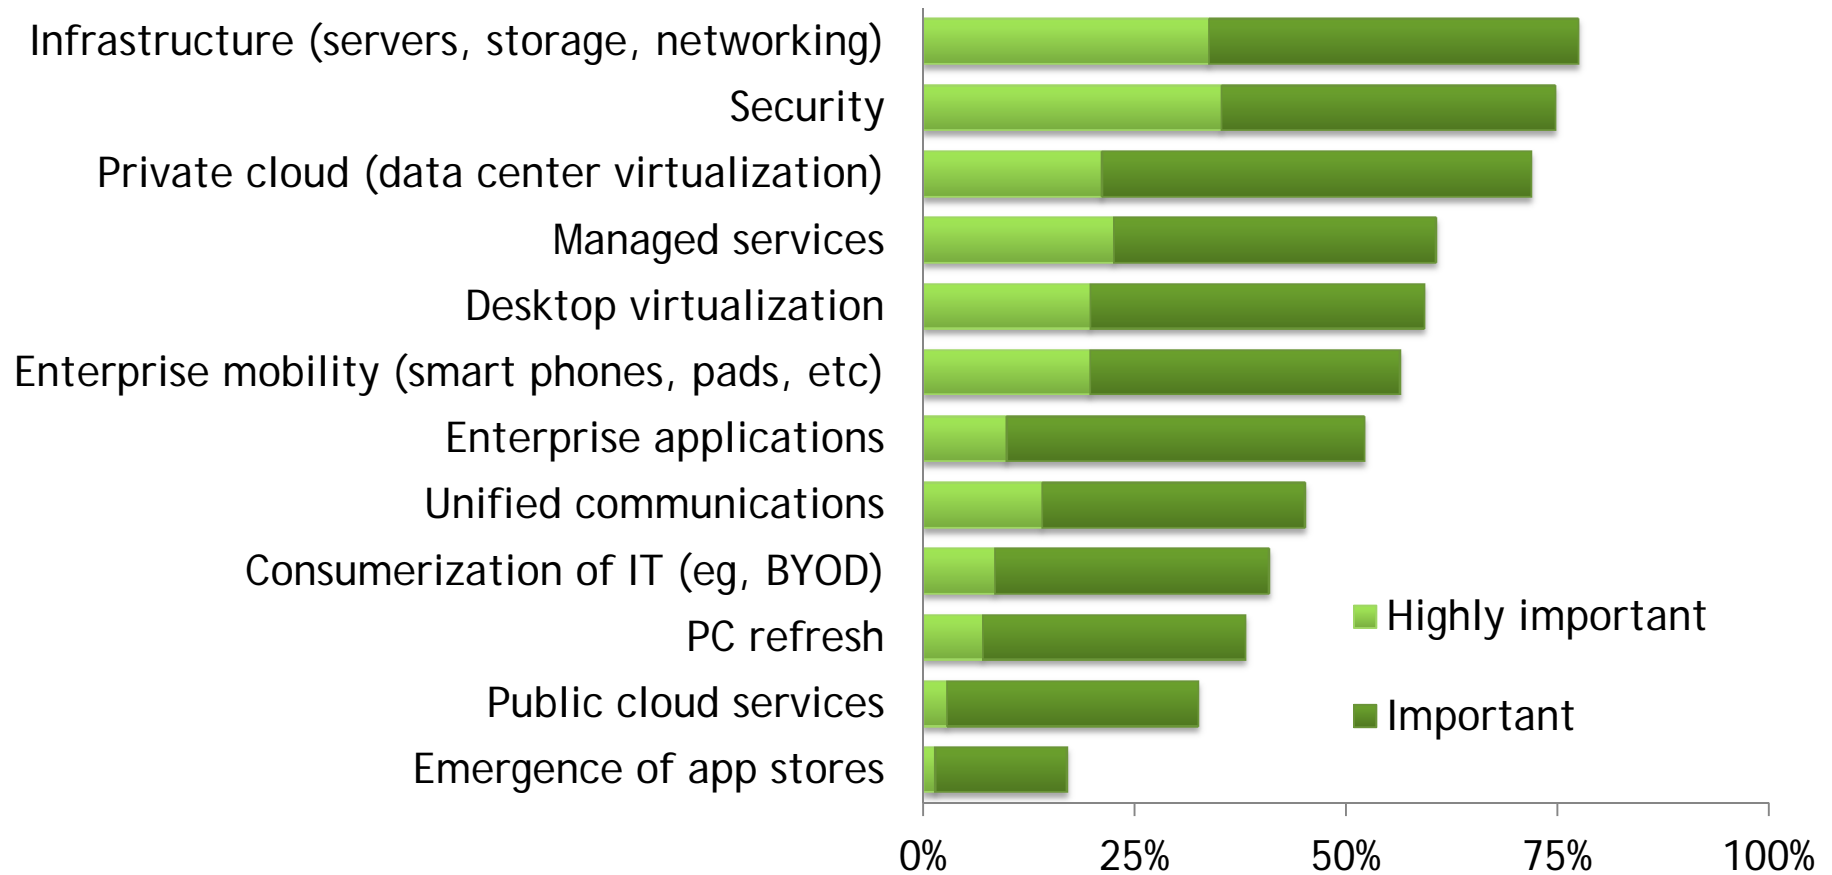 Infrastructure (servers, storage, networking)
Security
Private cloud (data center virtualization)
Managed services
Desktop virtualization
Enterprise mobility (smart phones, pads, etc)
Enterprise applications
Unified communications
Consumerization of IT (eg, BYOD)
PC refresh
Public cloud services
Emergence of app stores
Highly important
Important
0% 25% 50% 75% 100%